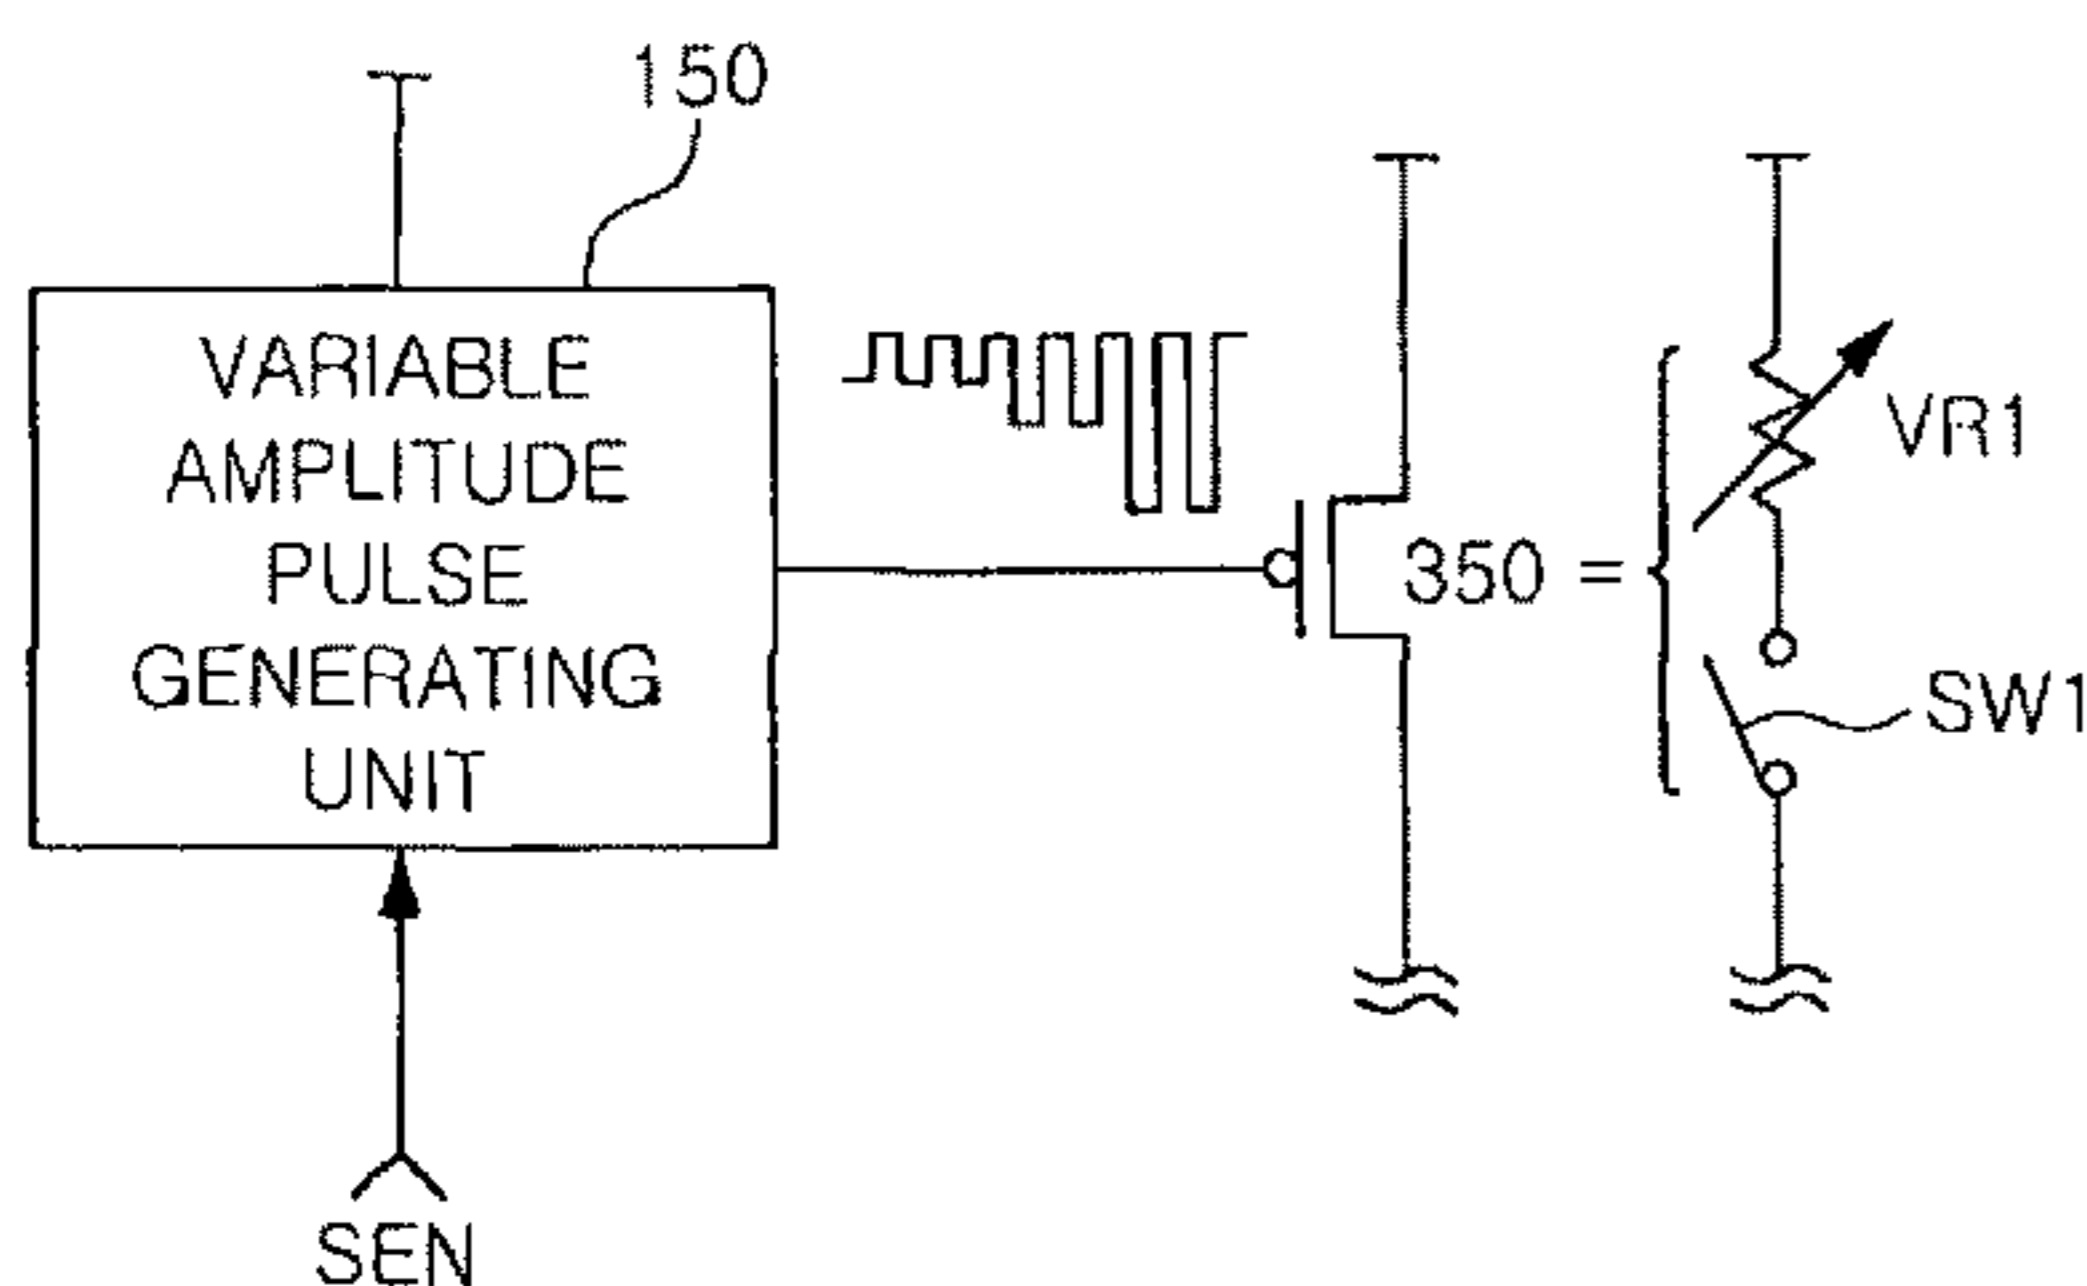 150
VARIABLE
AMPLITUDE
PULSE
GENERATING
UNIT
350 =
VR1
SW1
SEN